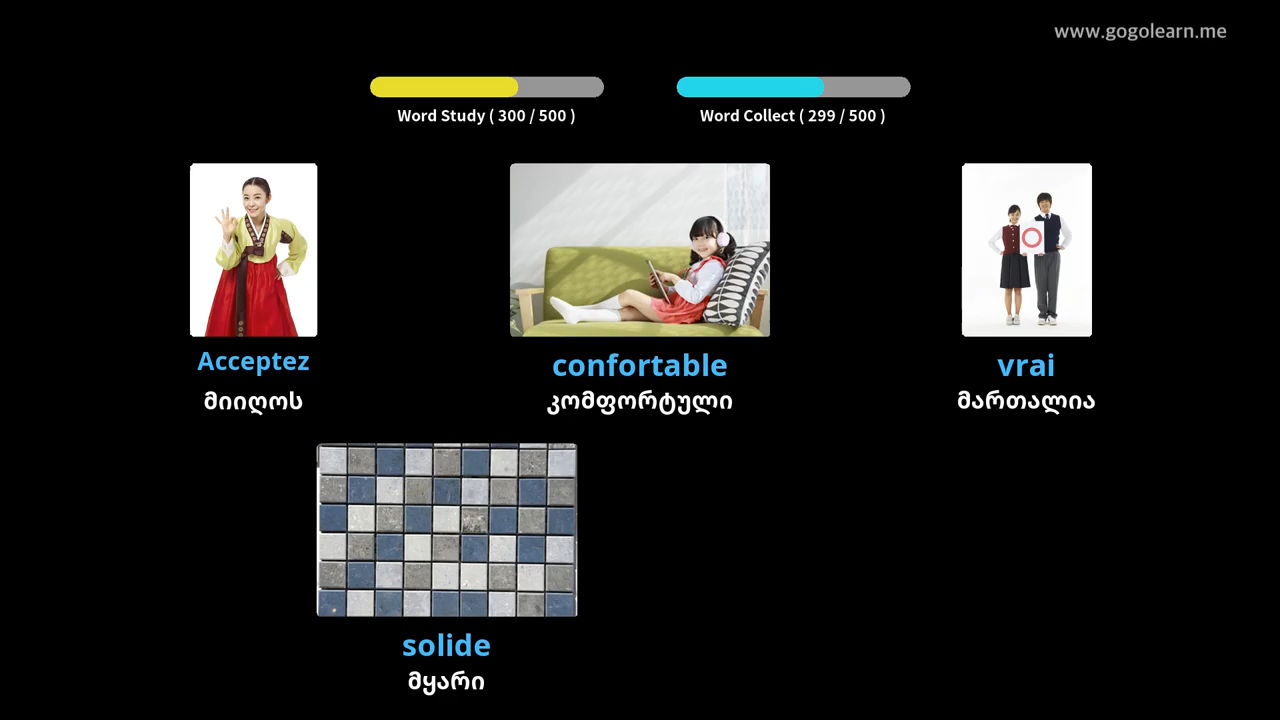 www.gogolearn.me
Word Study ( 300 / 500 )
Word Collect ( 299 / 500 )
Acceptez
მიიღოს
confortable
კომფორტული
vrai
მართალია
solide
მყარი